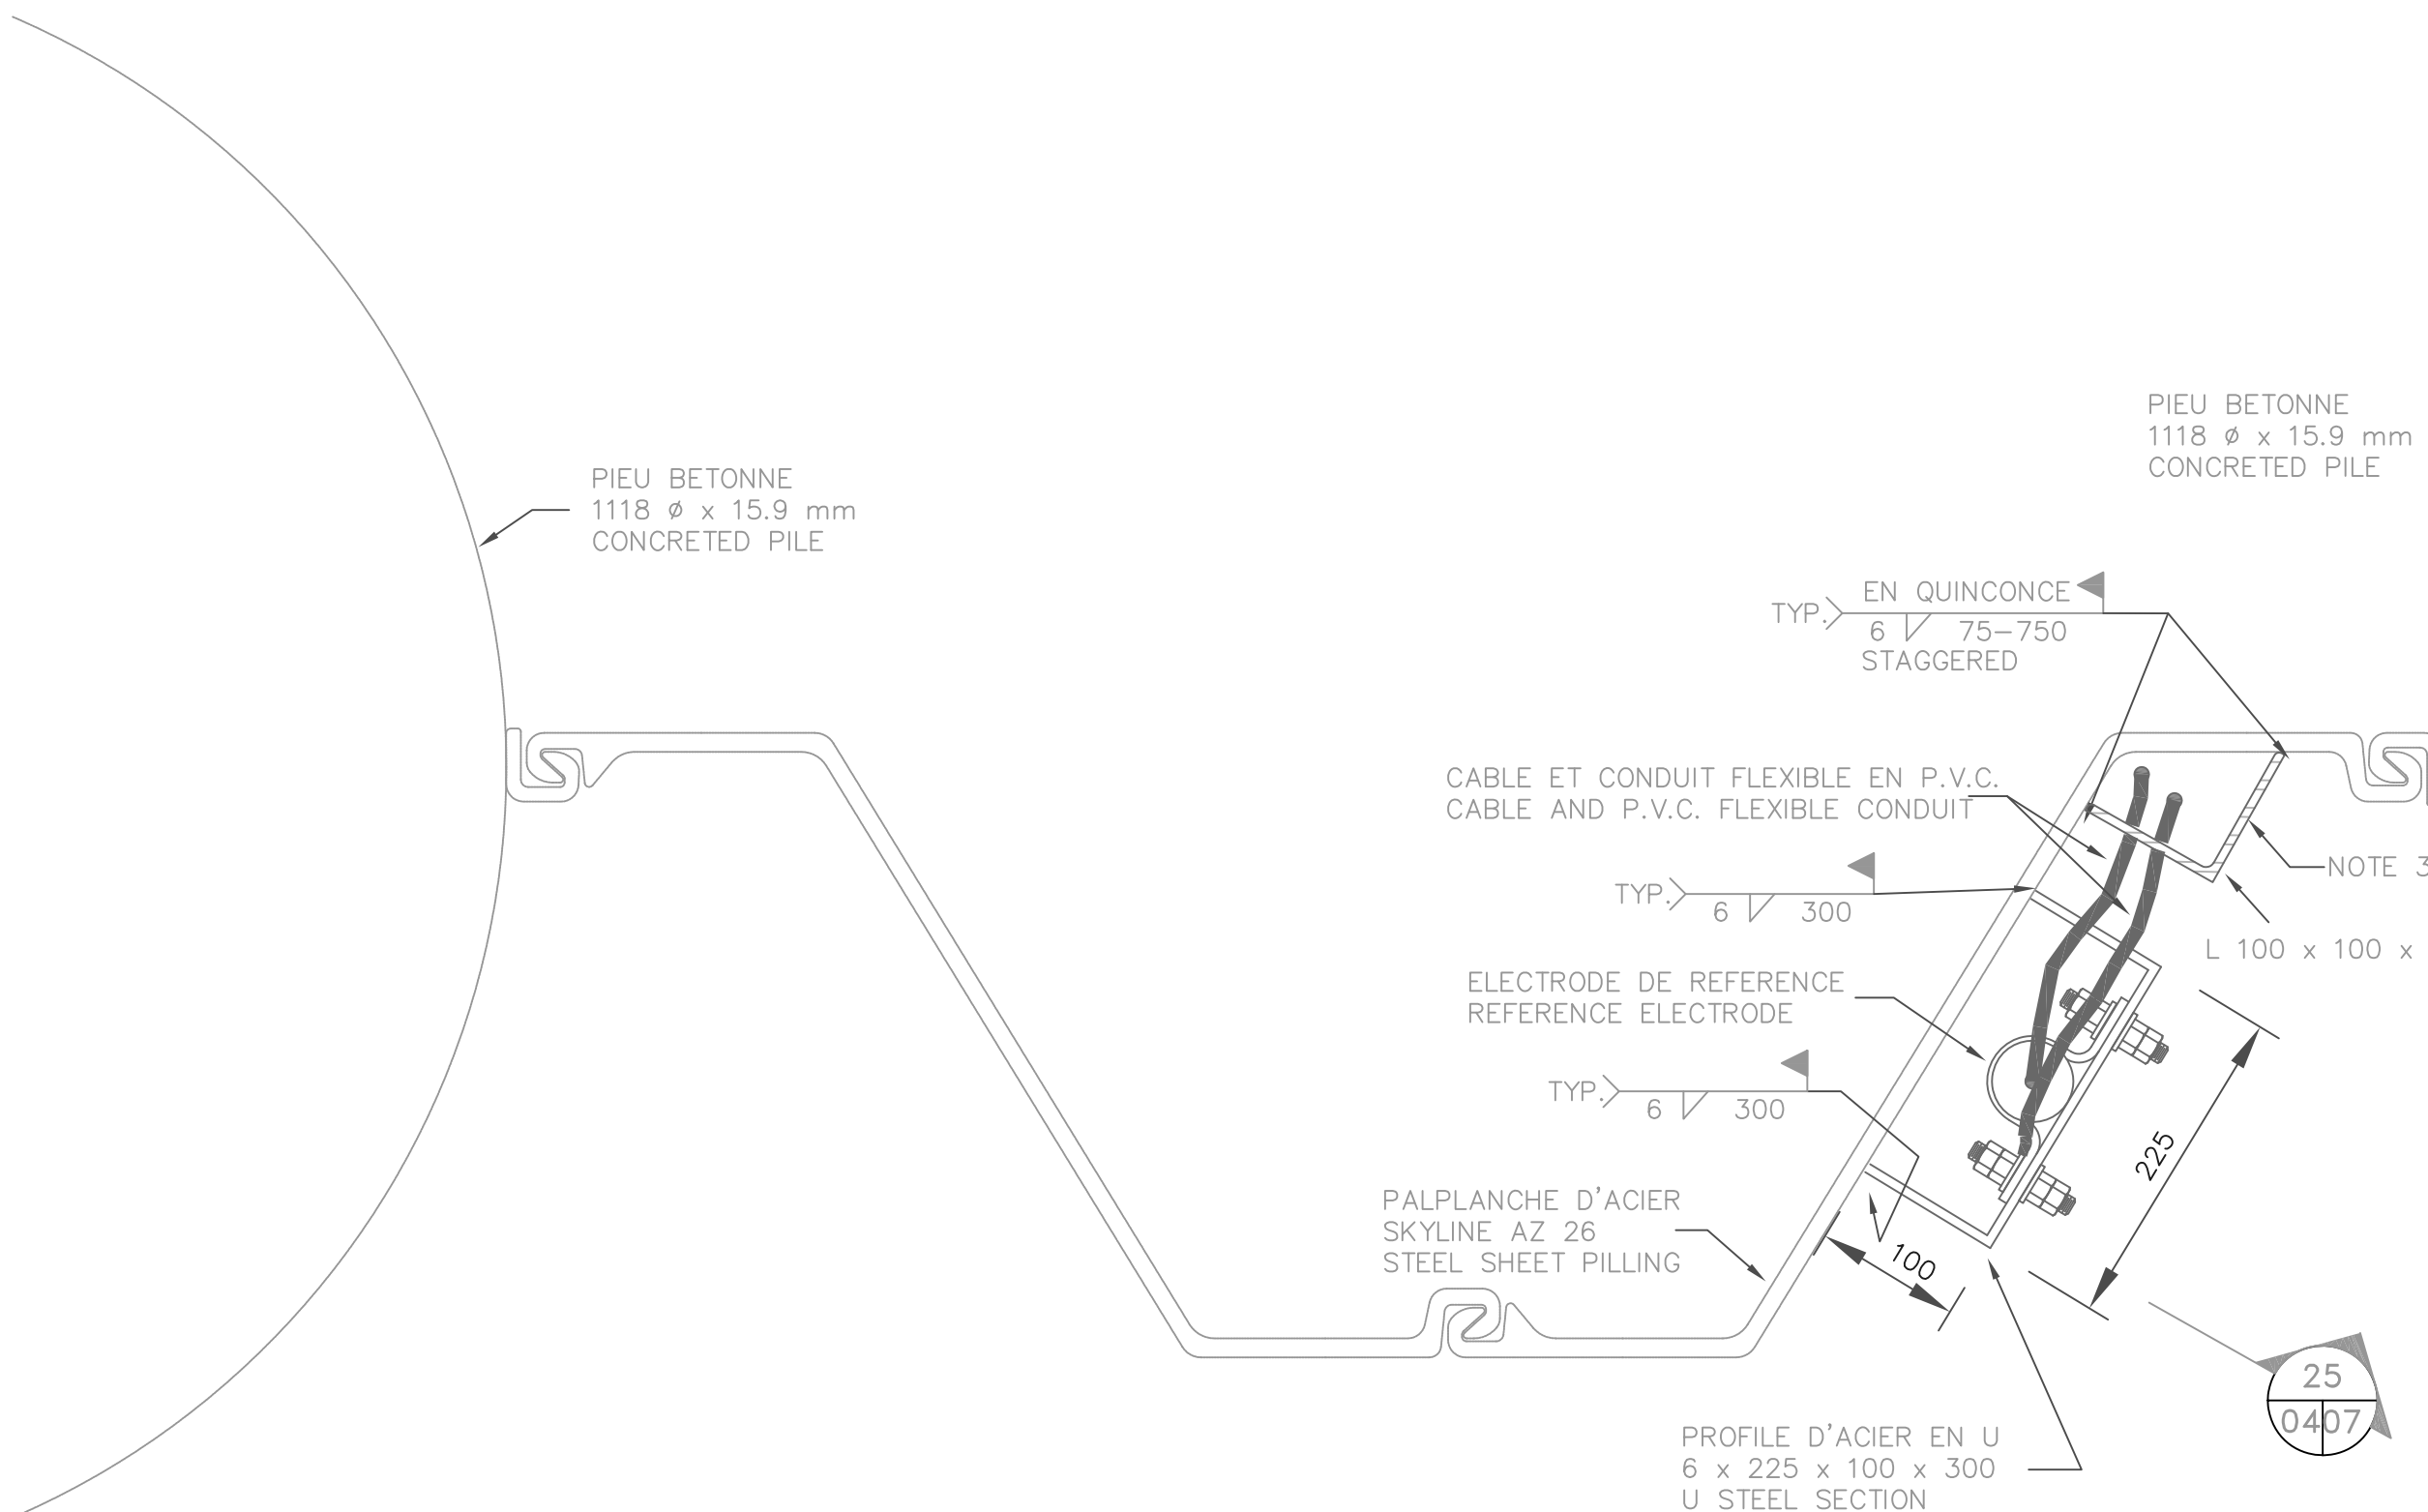 PIEU BETONNE
1118 ø x 15.9 mm
CONCRETED PILE
PIEU BETONNE
1118 ø x 15.9 mm
CONCRETED PILE
EN QUINCONCE
TYP.
6 75-750
STAGGERED
CABLE ET CONDUIT FLEXIBLE EN P.V.C.
CABLE AND P.V.C. FLEXIBLE CONDUIT
NOTE 3
TYP.
6 300
L 100 x 100 x
ELECTRODE DE REFERENCE
REFERENCE ELECTRODE
TYP.
6 300
225
PALPLANCHE D'ACIER
SKYLINE AZ 26
STEEL SHEET PILLING
100
25
0407
PROFILE D'ACIER EN U
6 x 225 x 100 x 300
U STEEL SECTION